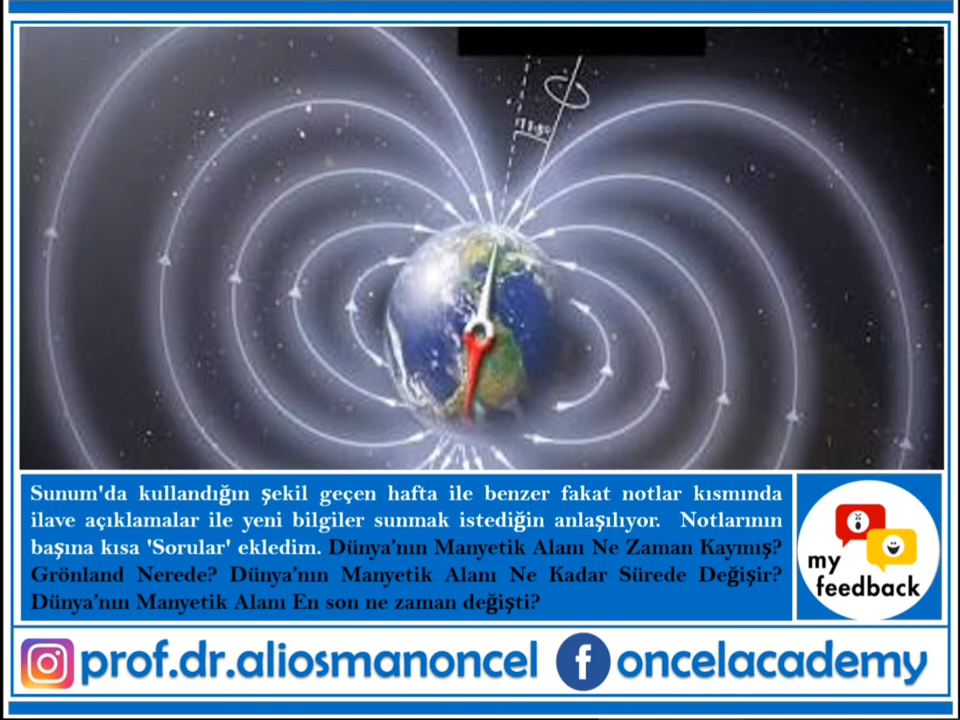 11.5°
Sunum'da kullandığın şekil geçen hafta ile benzer fakat notlar kısmında
ilave açıklamalar ile yeni bilgiler sunmak istediğin anlaşılıyor. Notlarının
başına kısa 'Sorular' ekledim. Dünya'nın Manyetik Alanı Ne Zaman Kaymış?
Grönland Nerede? Dünya'nın Manyetik Alanı Ne Kadar Sürede Değişir?
Dünya'nın Manyetik Alanı En son ne zaman değişti?
my
feedback
prof.dr.aliosmanoncel
f oncelacademy